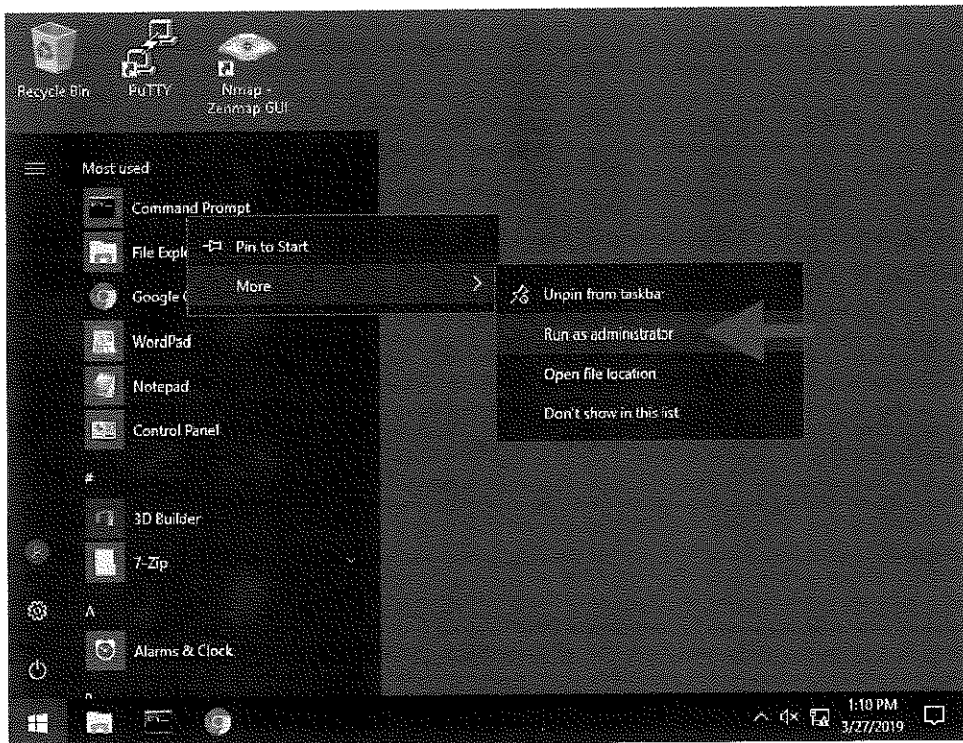 Recycle Bin
PuTTY
Nmap -
Zenmap GUI
Most used
Command Prompt
File Explo
Google C
WordPad
Notepad
Control Panel
#
3D Builder
7-Zip
A
Alarms & Clock
Pin to Start
More
Unpin from taskbar
Run as administrator
Open file location
Don't show in this list
1:10 PM
3/27/2019